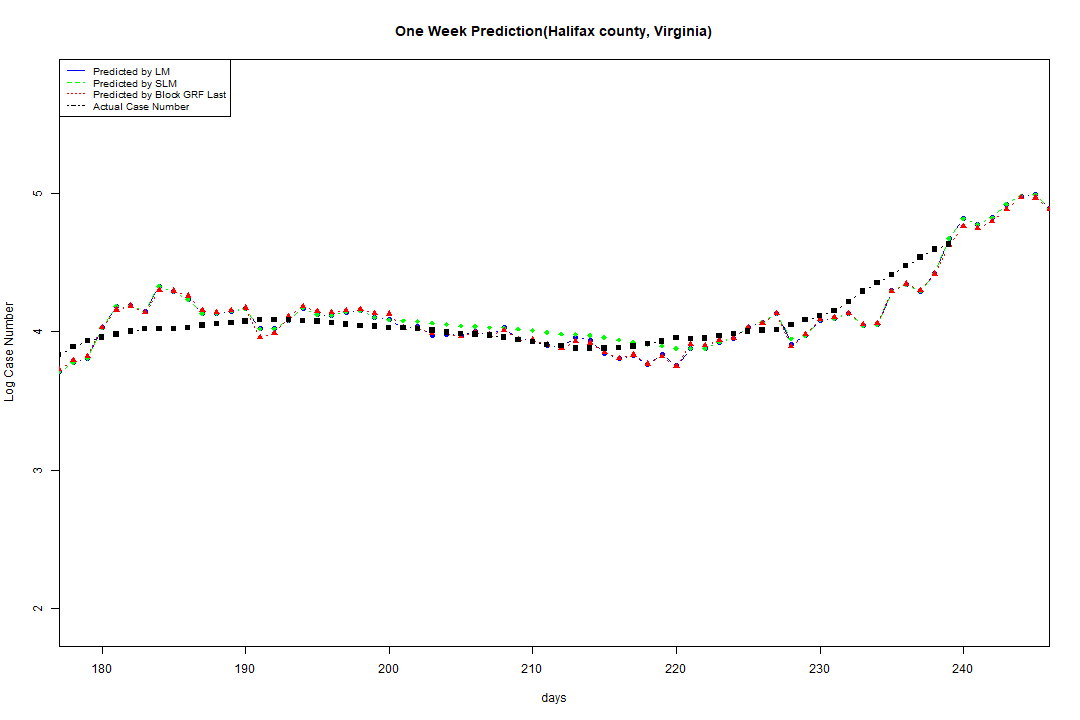 One Week Prediction(Halifax county, Virginia)
Predicted by LM
Predicted by SLM
Predicted by Block GRF Last
Actual Case Number
5
4
3
2
Log Case Number
180 190 200 210 220 230 240
days